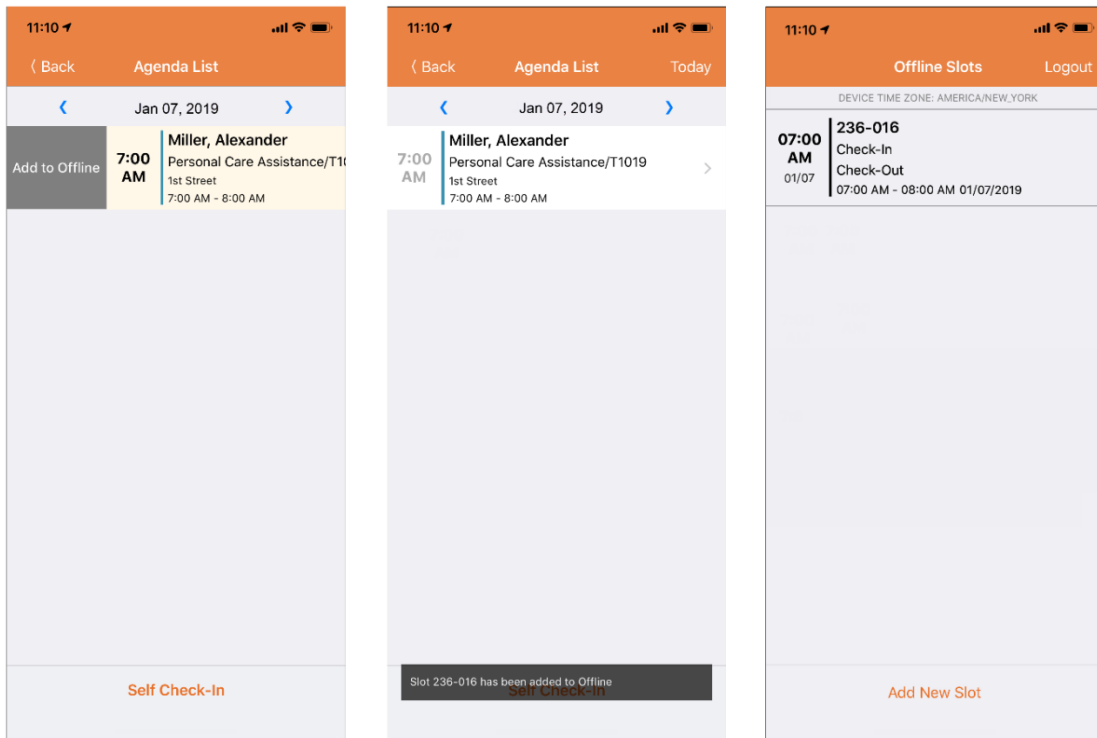 11:10
Back
Agenda List
Jan 07, 2019
Add to Offline
7:00
AM
Miller, Alexander
Personal Care Assistance/T10
1st Street
7:00 AM - 8:00 AM
Self Check-In
11:10
Back
Agenda List
Today
Jan 07, 2019
7:00
AM
Miller, Alexander
Personal Care Assistance/T1019
1st Street
7:00 AM - 8:00 AM
Slot 236-016 has been added to Offline
Self Check-In
11:10
Offline Slots
Logout
DEVICE TIME ZONE: AMERICA/NEW_YORK
07:00
AM
01/07
236-016
Check-In
Check-Out
07:00 AM - 08:00 AM 01/07/2019
Add New Slot